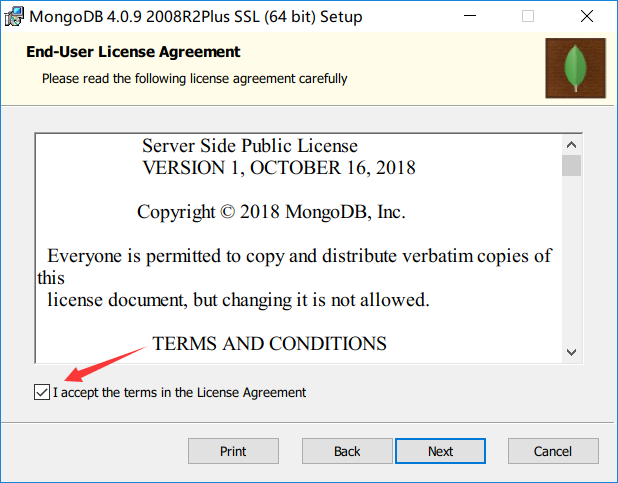 MongoDB 4.0.9 2008R2Plus SSL (64 bit) Setup
End-User License Agreement
Please read the following license agreement carefully
Server Side Public License
VERSION 1, OCTOBER 16, 2018
Copyright © 2018 MongoDB, Inc.
Everyone is permitted to copy and distribute verbatim copies of
this
license document, but changing it is not allowed.
TERMS AND CONDITIONS
I accept the terms in the License Agreement
Print
Back
Next
Cancel